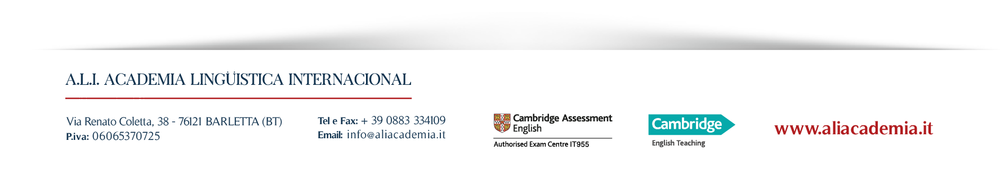 A.L.I. ACADEMIA LINGÜISTICA INTERNACIONAL
Via Renato Coletta, 38 - 76121 BARLETTA (BT)
P.iva: 06065370725
Tel e Fax: + 39 0883 334109
Email: info@aliacademia.it
Cambridge Assessment
English
Authorised Exam Centre IT955
Cambridge
English Teaching
www.aliacademia.it